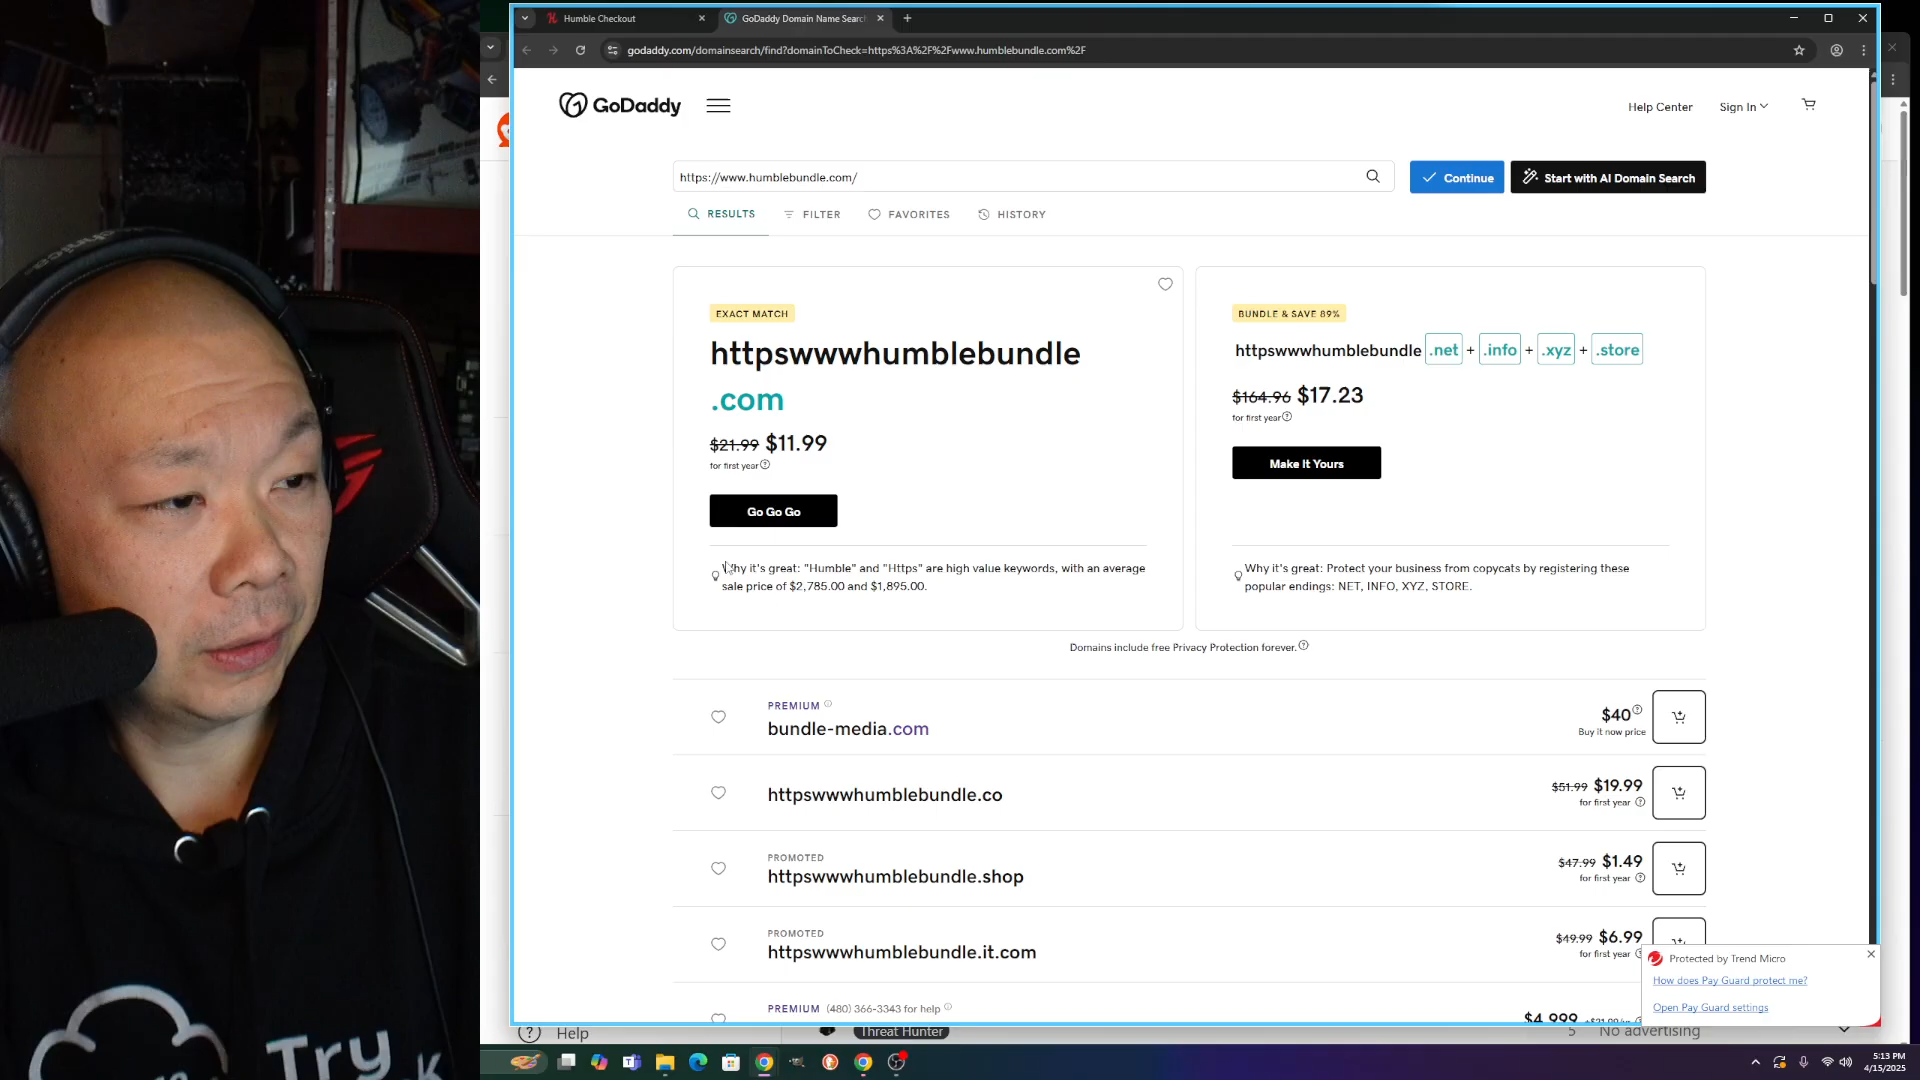 Humble Checkout
GoDaddy Domain Name Searc
godaddy.com/domainsearch/find?domainToCheck=https%3A%2F%2Fwww.humblebundle.com%2F
GoDaddy
Help Center
Sign In
https://www.humblebundle.com/
Continue
Start with AI Domain Search
RESULTS
FILTER
FAVORITES
HISTORY
EXACT MATCH
httpswwwhumblebundle
.com
$21.99 $11.99
for first year
Go Go Go
Why it's great: "Humble" and "Https" are high value keywords, with an average
sale price of $2,785.00 and $1,895.00.
BUNDLE & SAVE 89%
httpswwwhumblebundle .net + .info + .xyz + .store
$164.96 $17.23
for first year
Make It Yours
Why it's great: Protect your business from copycats by registering these
popular endings: NET, INFO, XYZ, STORE.
Domains include free Privacy Protection forever.
PREMIUM
bundle-media.com
$40
Buy it now price
httpswwwhumblebundle.co
$51.99 $19.99
for first year
PROMOTED
httpswwwhumblebundle.shop
$47.99 $1.49
for first year
PROMOTED
httpswwwhumblebundle.it.com
$49.99 $6.99
for first year
PREMIUM (480) 366-3343 for help
$4,999
Protected by Trend Micro
How does Pay Guard protect me?
Open Pay Guard settings
Help
Threat Hunter
5 No advertising
5:13 PM
4/15/2025
Try